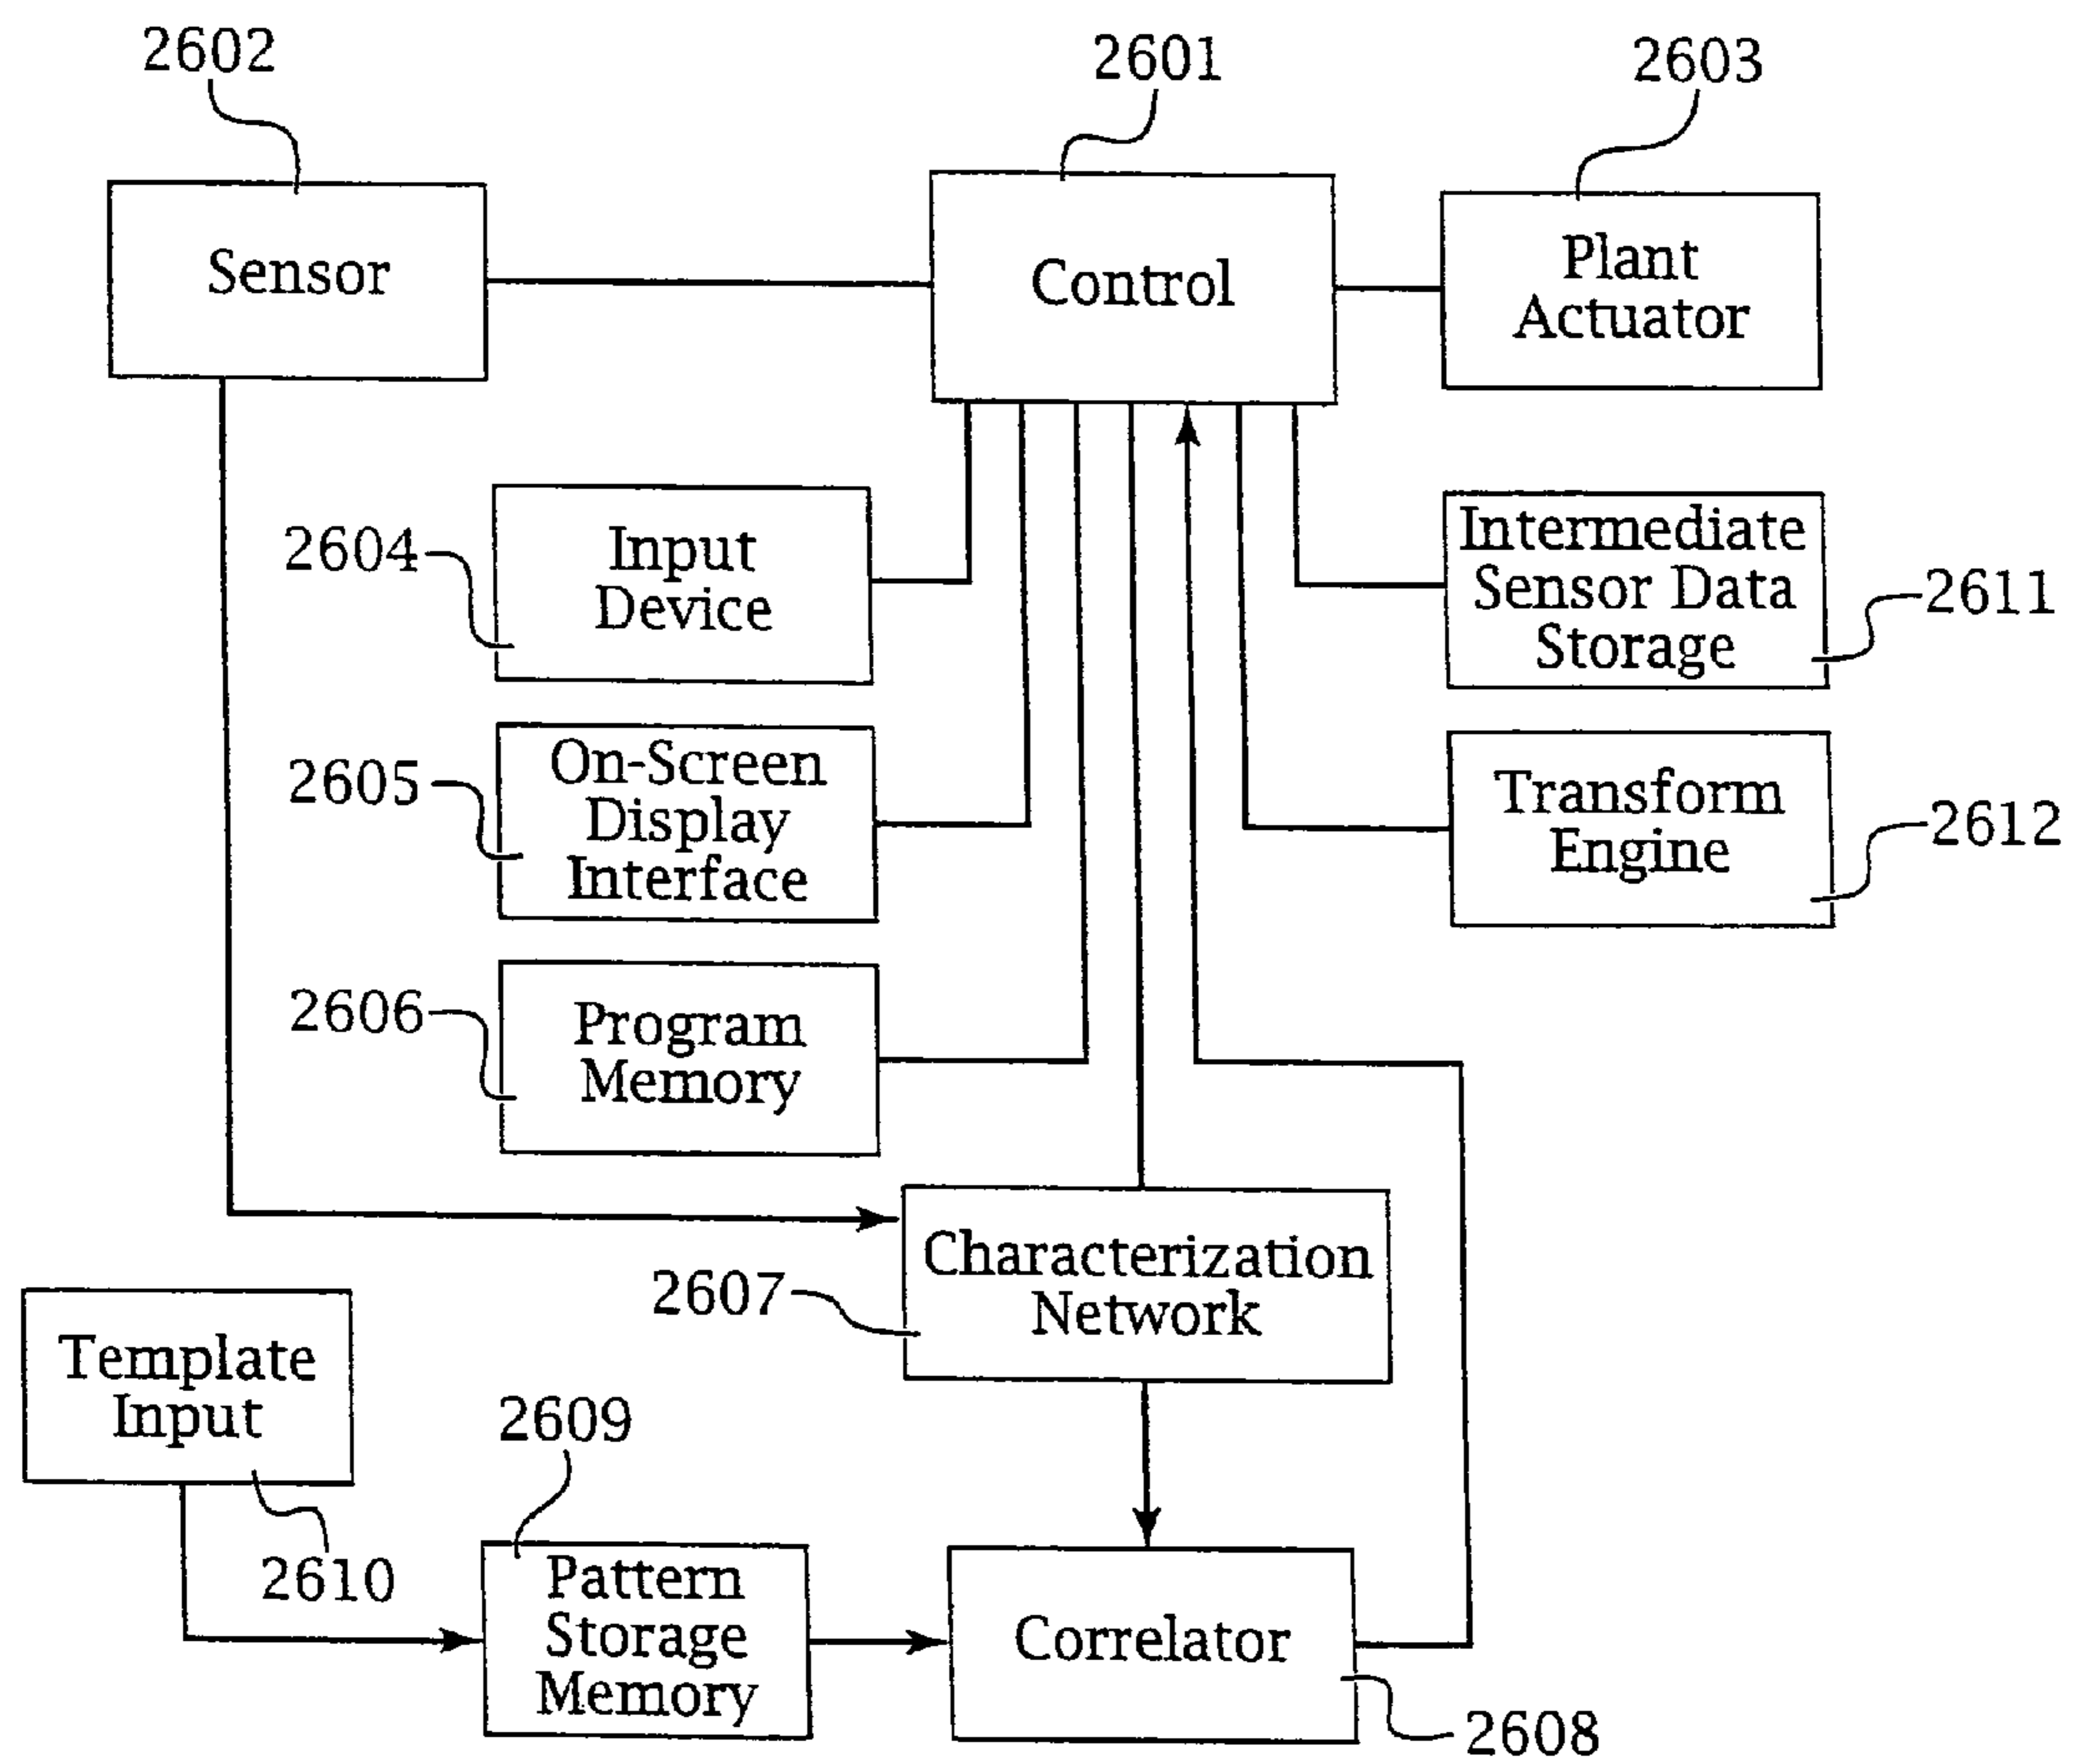 2602
2601
2603
Sensor
Control
Plant
Actuator
2604
Input
Device
Intermediate
Sensor Data
Storage
2611
2605
On-Screen
Display
Interface
Transform
Engine
2612
2606
Program
Memory
Characterization
Network
2607
Template
Input
2610
2609
Pattern
Storage
Memory
Correlator
2608